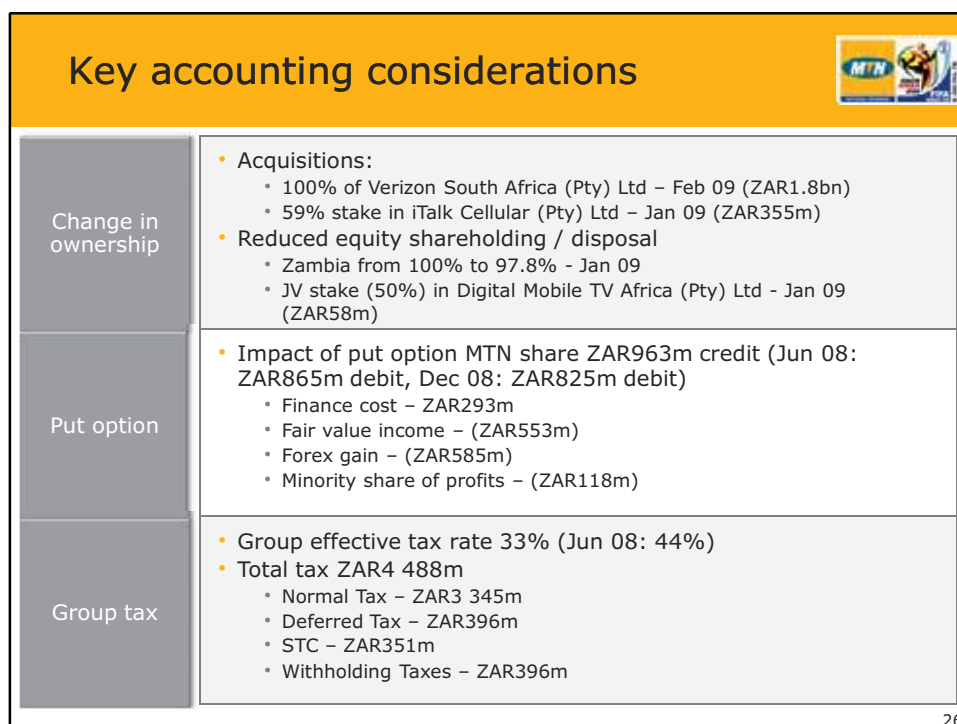 Key accounting considerations
MTN
Change in
ownership
• Acquisitions:
• 100% of Verizon South Africa (Pty) Ltd – Feb 09 (ZAR1.8bn)
• 59% stake in iTalk Cellular (Pty) Ltd – Jan 09 (ZAR355m)
• Reduced equity shareholding / disposal
• Zambia from 100% to 97.8% - Jan 09
• JV stake (50%) in Digital Mobile TV Africa (Pty) Ltd - Jan 09
(ZAR58m)
Put option
• Impact of put option MTN share ZAR963m credit (Jun 08:
ZAR865m debit, Dec 08: ZAR825m debit)
• Finance cost – ZAR293m
• Fair value income – (ZAR553m)
• Forex gain – (ZAR585m)
• Minority share of profits – (ZAR118m)
Group tax
• Group effective tax rate 33% (Jun 08: 44%)
• Total tax ZAR4 488m
• Normal Tax – ZAR3 345m
• Deferred Tax – ZAR396m
• STC – ZAR351m
• Withholding Taxes – ZAR396m
26